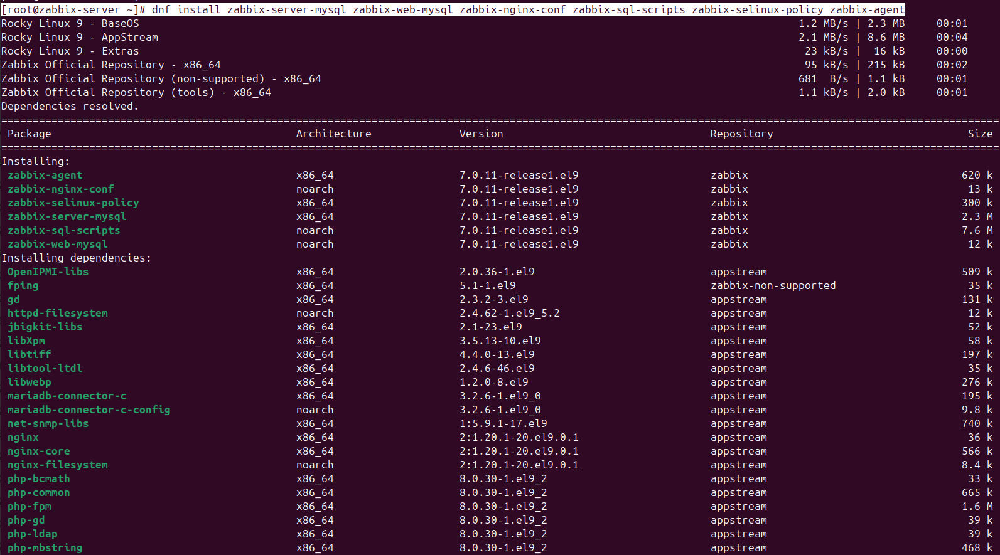 [root@zabbix-server ~]# dnf install zabbix-server-mysql zabbix-web-mysql zabbix-nginx-conf zabbix-sql-scripts zabbix-selinux-policy zabbix-agent
Rocky Linux 9 - BaseOS 1.2 MB/s | 2.3 MB 00:01
Rocky Linux 9 - AppStream 2.1 MB/s | 8.6 MB 00:04
Rocky Linux 9 - Extras 23 kB/s | 16 kB 00:00
Zabbix Official Repository - x86_64 95 kB/s | 215 kB 00:02
Zabbix Official Repository (non-supported) - x86_64 681 B/s | 1.1 kB 00:01
Zabbix Official Repository (tools) - x86_64 1.1 kB/s | 2.0 kB 00:01
Dependencies resolved.
===============================================================================================================================================================
Package Architecture Version Repository Size
===============================================================================================================================================================
Installing:
zabbix-agent x86_64 7.0.11-release1.el9 zabbix 620 k
zabbix-nginx-conf noarch 7.0.11-release1.el9 zabbix 13 k
zabbix-selinux-policy x86_64 7.0.11-release1.el9 zabbix 300 k
zabbix-server-mysql x86_64 7.0.11-release1.el9 zabbix 2.3 M
zabbix-sql-scripts noarch 7.0.11-release1.el9 zabbix 7.6 M
zabbix-web-mysql noarch 7.0.11-release1.el9 zabbix 12 k
Installing dependencies:
OpenIPMI-libs x86_64 2.0.36-1.el9 appstream 509 k
fping x86_64 5.1-1.el9 zabbix-non-supported 35 k
gd x86_64 2.3.2-3.el9 appstream 131 k
httpd-filesystem noarch 2.4.62-1.el9_5.2 appstream 12 k
jbigkit-libs x86_64 2.1-23.el9 appstream 52 k
libXpm x86_64 3.5.13-10.el9 appstream 58 k
libtiff x86_64 4.4.0-13.el9 appstream 197 k
libtool-ltdl x86_64 2.4.6-46.el9 appstream 35 k
libwebp x86_64 1.2.0-8.el9 appstream 276 k
mariadb-connector-c x86_64 3.2.6-1.el9_0 appstream 195 k
mariadb-connector-c-config noarch 3.2.6-1.el9_0 appstream 9.8 k
net-snmp-libs x86_64 1:5.9.1-17.el9 appstream 740 k
nginx x86_64 2:1.20.1-20.el9.0.1 appstream 36 k
nginx-core x86_64 2:1.20.1-20.el9.0.1 appstream 566 k
nginx-filesystem noarch 2:1.20.1-20.el9.0.1 appstream 8.4 k
php-bcmath x86_64 8.0.30-1.el9_2 appstream 33 k
php-common x86_64 8.0.30-1.el9_2 appstream 665 k
php-fpm x86_64 8.0.30-1.el9_2 appstream 1.6 M
php-gd x86_64 8.0.30-1.el9_2 appstream 39 k
php-ldap x86_64 8.0.30-1.el9_2 appstream 39 k
php-mbstring x86_64 8.0.30-1.el9_2 appstream 468 k